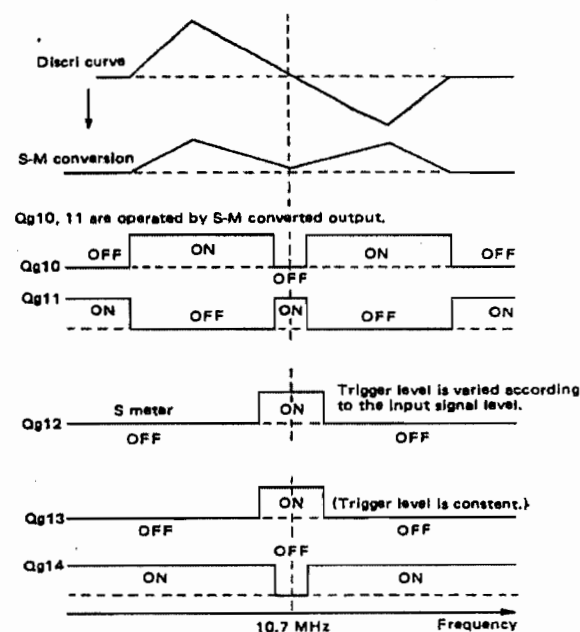 Discri curve
S-M conversion
Qg10, 11 are operated by S-M converted output.
OFF ON ON OFF
Qg10
OFF
Qg11
ON OFF ON OFF ON
Trigger level is varied according
to the input signal level.
S meter ON
Qg12
OFF OFF
ON (Trigger level is constant.)
Qg13
OFF OFF
OFF
Qg14
ON ON
10.7 MHz Frequency